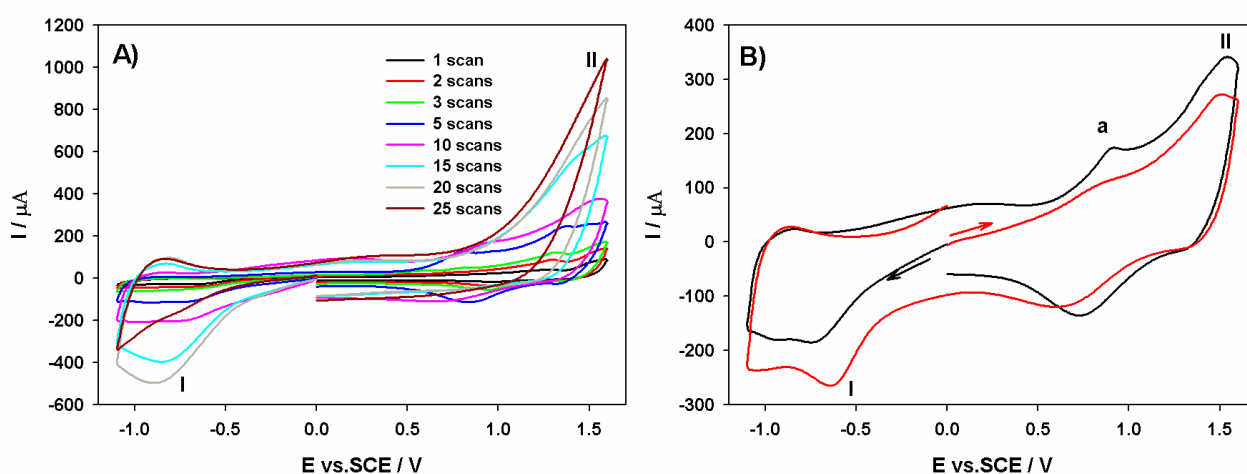 A)
II
1 scan
2 scans
3 scans
5 scans
10 scans
15 scans
20 scans
25 scans
I
I / μA
1200
1000
800
600
400
200
0
-200
-400
-600
-1.0
-0.5
0.0
0.5
1.0
1.5
E vs.SCE / V
B)
II
a
I
I / μA
400
300
200
100
0
-100
-200
-300
-1.0
-0.5
0.0
0.5
1.0
1.5
E vs.SCE / V